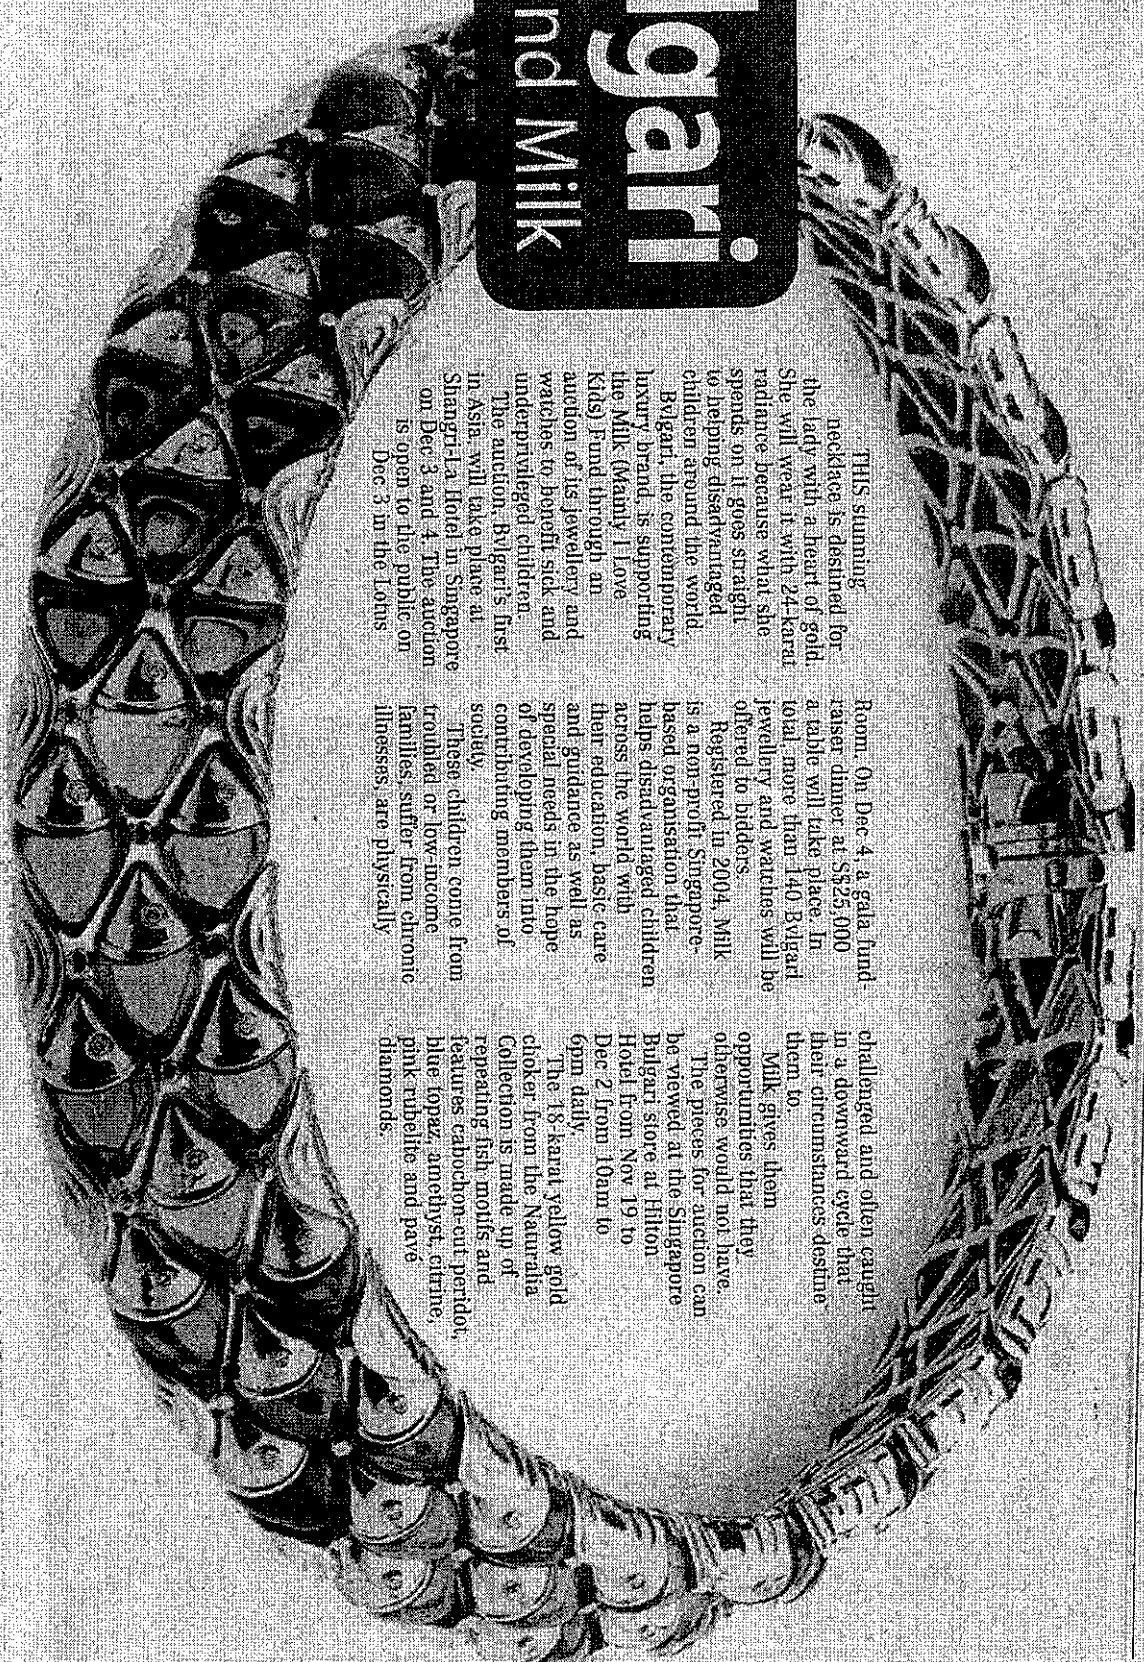 lgari
nd Milk
THIS stunning
necklace is destined for
the lady with a heart of gold.
She will wear it with 24-karat
radiance because what she
spends on it goes straight
to helping disadvantaged
children around the world.
Bvlgari, the contemporary
luxury brand, is supporting
the Milk (Mainly I Love
Kids) Fund through an
auction of its jewellery and
watches to benefit sick and
underprivileged children.
The auction, Bvlgari's first
in Asia, will take place at
Shangri-La Hotel in Singapore
on Dec 3 and 4. The auction
is open to the public on
Dec 3 in the Lotus
Room. On Dec 4, a gala fund-
raiser dinner at S$25,000
a table will take place. In
total, more than 140 Bvlgari
jewellery and watches will be
offered to bidders.
Registered in 2004, Milk
is a non-profit Singapore-
based organisation that
helps disadvantaged children
across the world with
their education, basic care
and guidance as well as
special needs in the hope
of developing them into
contributing members of
society.
These children come from
troubled or low-income
families, suffer from chronic
illnesses, are physically
challenged and often caught
in a downward cycle that
their circumstances destine
them to.
Milk gives them
opportunities that they
otherwise would not have.
The pieces for auction can
be viewed at the Singapore
Bulgari store at Hilton
Hotel from Nov 19 to
Dec 2 from 10am to
6pm daily.
The 18-karat yellow gold
choker from the Naturalia
Collection is made up of
repeating fish motifs and
features cabochon-cut peridot,
blue topaz, amethyst, citrine,
pink rubelite and pavé
diamonds.